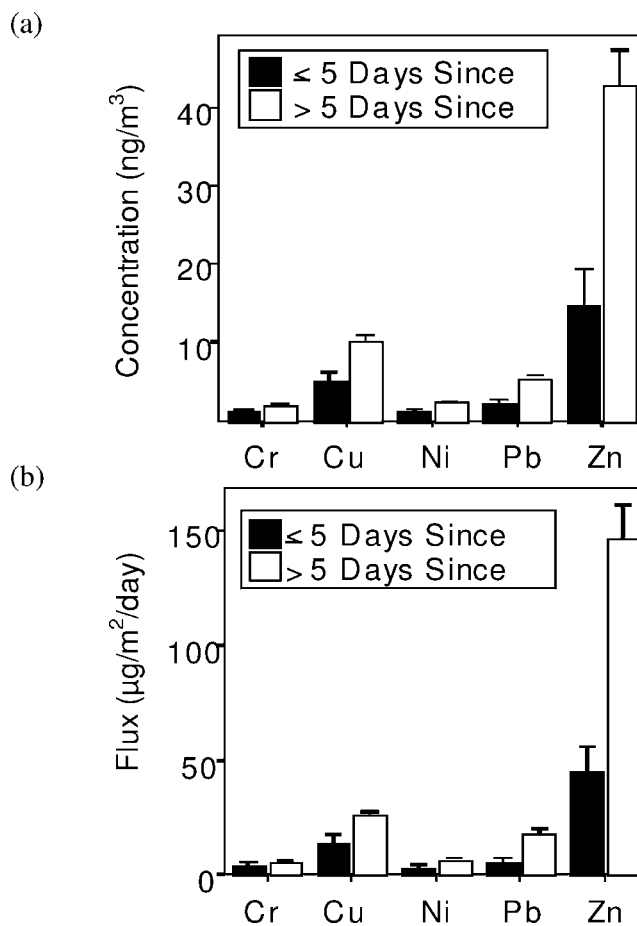 (a)
Concentration (ng/m³)
≤ 5 Days Since
> 5 Days Since
40
30
20
10
Cr Cu Ni Pb Zn
(b)
Flux (µg/m²/day)
≤ 5 Days Since
> 5 Days Since
150
100
50
0
Cr Cu Ni Pb Zn